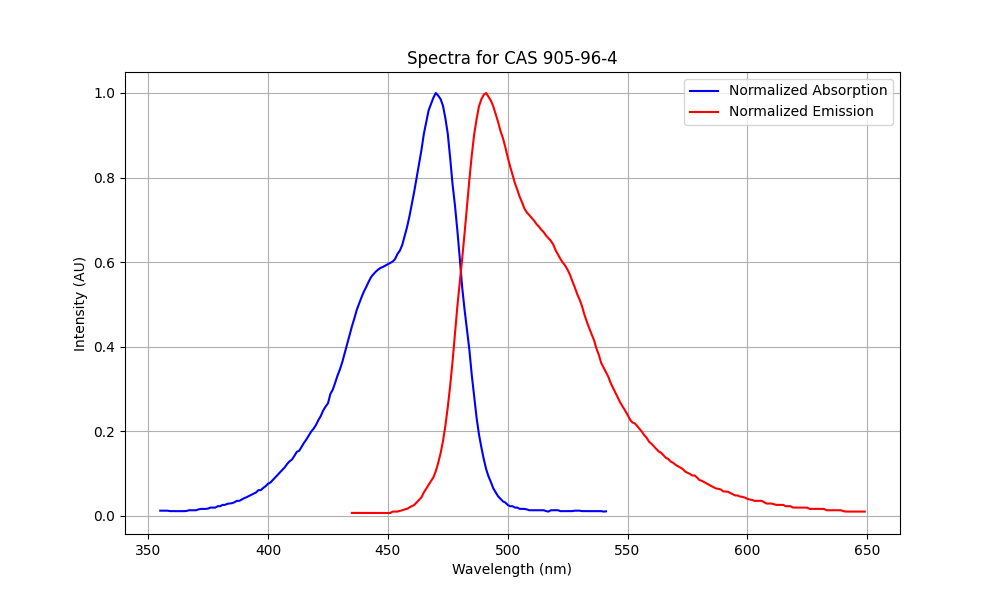 Spectra for CAS 905-96-4
Normalized Absorption
Normalized Emission
1.0
0.8
0.6
0.4
0.2
0.0
Intensity (AU)
350
400
450
500
550
600
650
Wavelength (nm)